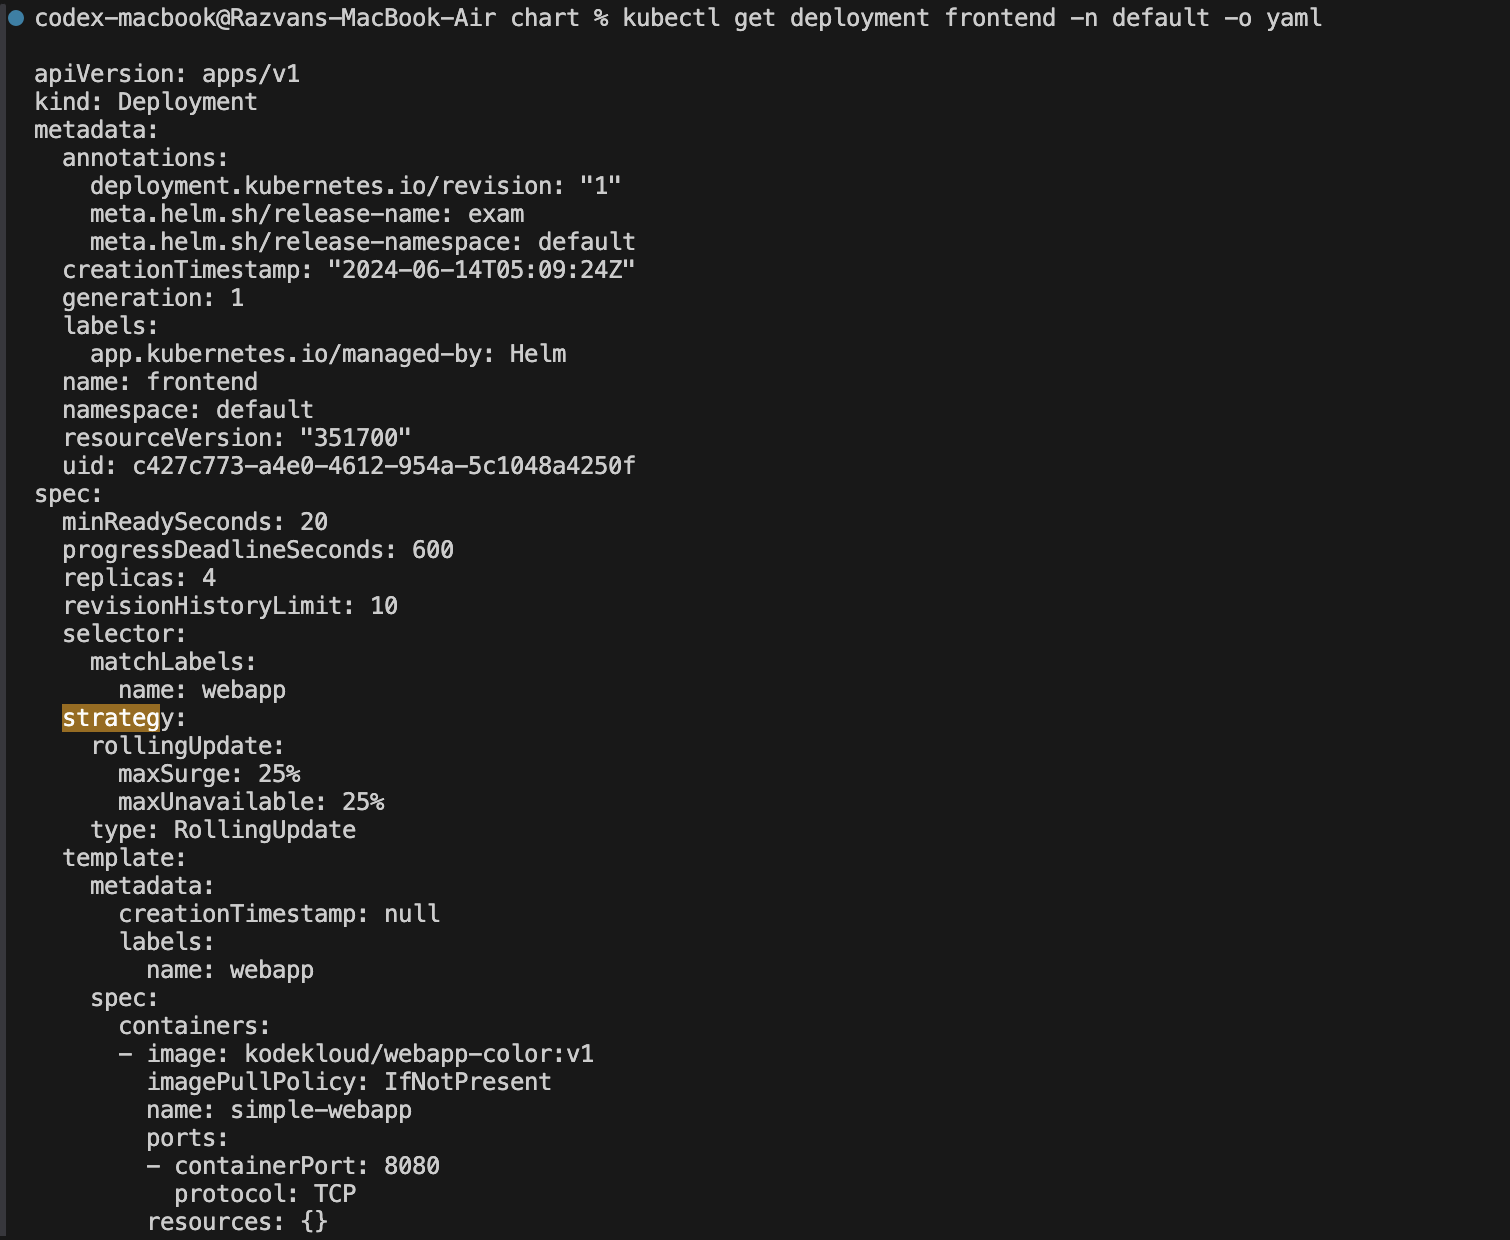 codex-macbook@Razvans-MacBook-Air chart % kubectl get deployment frontend -n default -o yaml
apiVersion: apps/v1
kind: Deployment
metadata:
  annotations:
    deployment.kubernetes.io/revision: "1"
    meta.helm.sh/release-name: exam
    meta.helm.sh/release-namespace: default
  creationTimestamp: "2024-06-14T05:09:24Z"
  generation: 1
  labels:
    app.kubernetes.io/managed-by: Helm
  name: frontend
  namespace: default
  resourceVersion: "351700"
  uid: c427c773-a4e0-4612-954a-5c1048a4250f
spec:
  minReadySeconds: 20
  progressDeadlineSeconds: 600
  replicas: 4
  revisionHistoryLimit: 10
  selector:
    matchLabels:
      name: webapp
  strategy:
    rollingUpdate:
      maxSurge: 25%
      maxUnavailable: 25%
    type: RollingUpdate
  template:
    metadata:
      creationTimestamp: null
      labels:
        name: webapp
    spec:
      containers:
      - image: kodekloud/webapp-color:v1
        imagePullPolicy: IfNotPresent
        name: simple-webapp
        ports:
        - containerPort: 8080
          protocol: TCP
        resources: {}